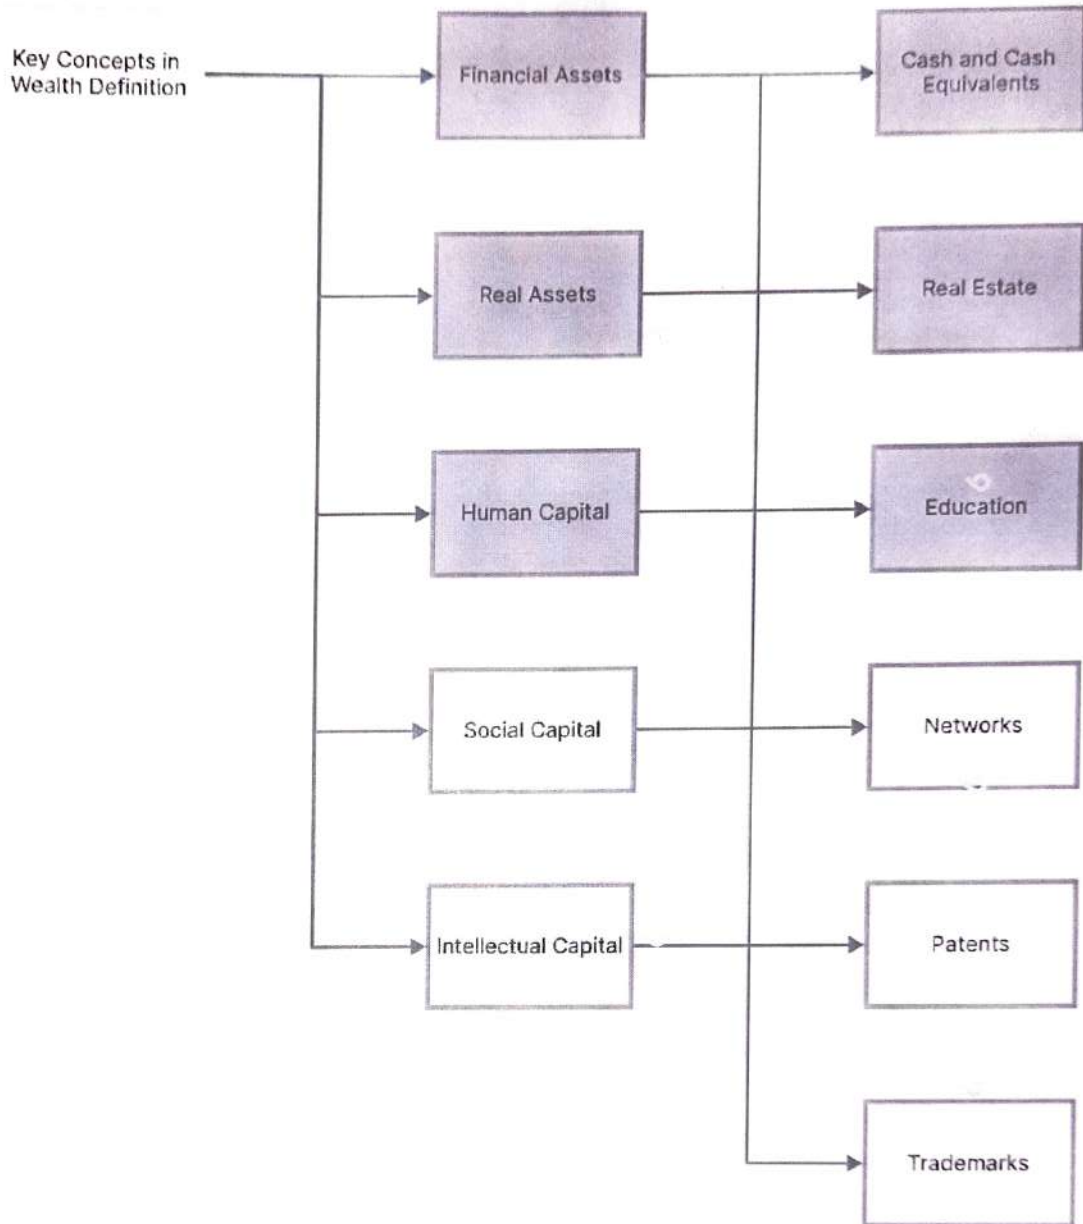 Key Concepts in
Wealth Definition
Financial Assets
Cash and Cash
Equivalents
Real Assets
Real Estate
Human Capital
Education
Social Capital
Networks
Intellectual Capital
Patents
Trademarks